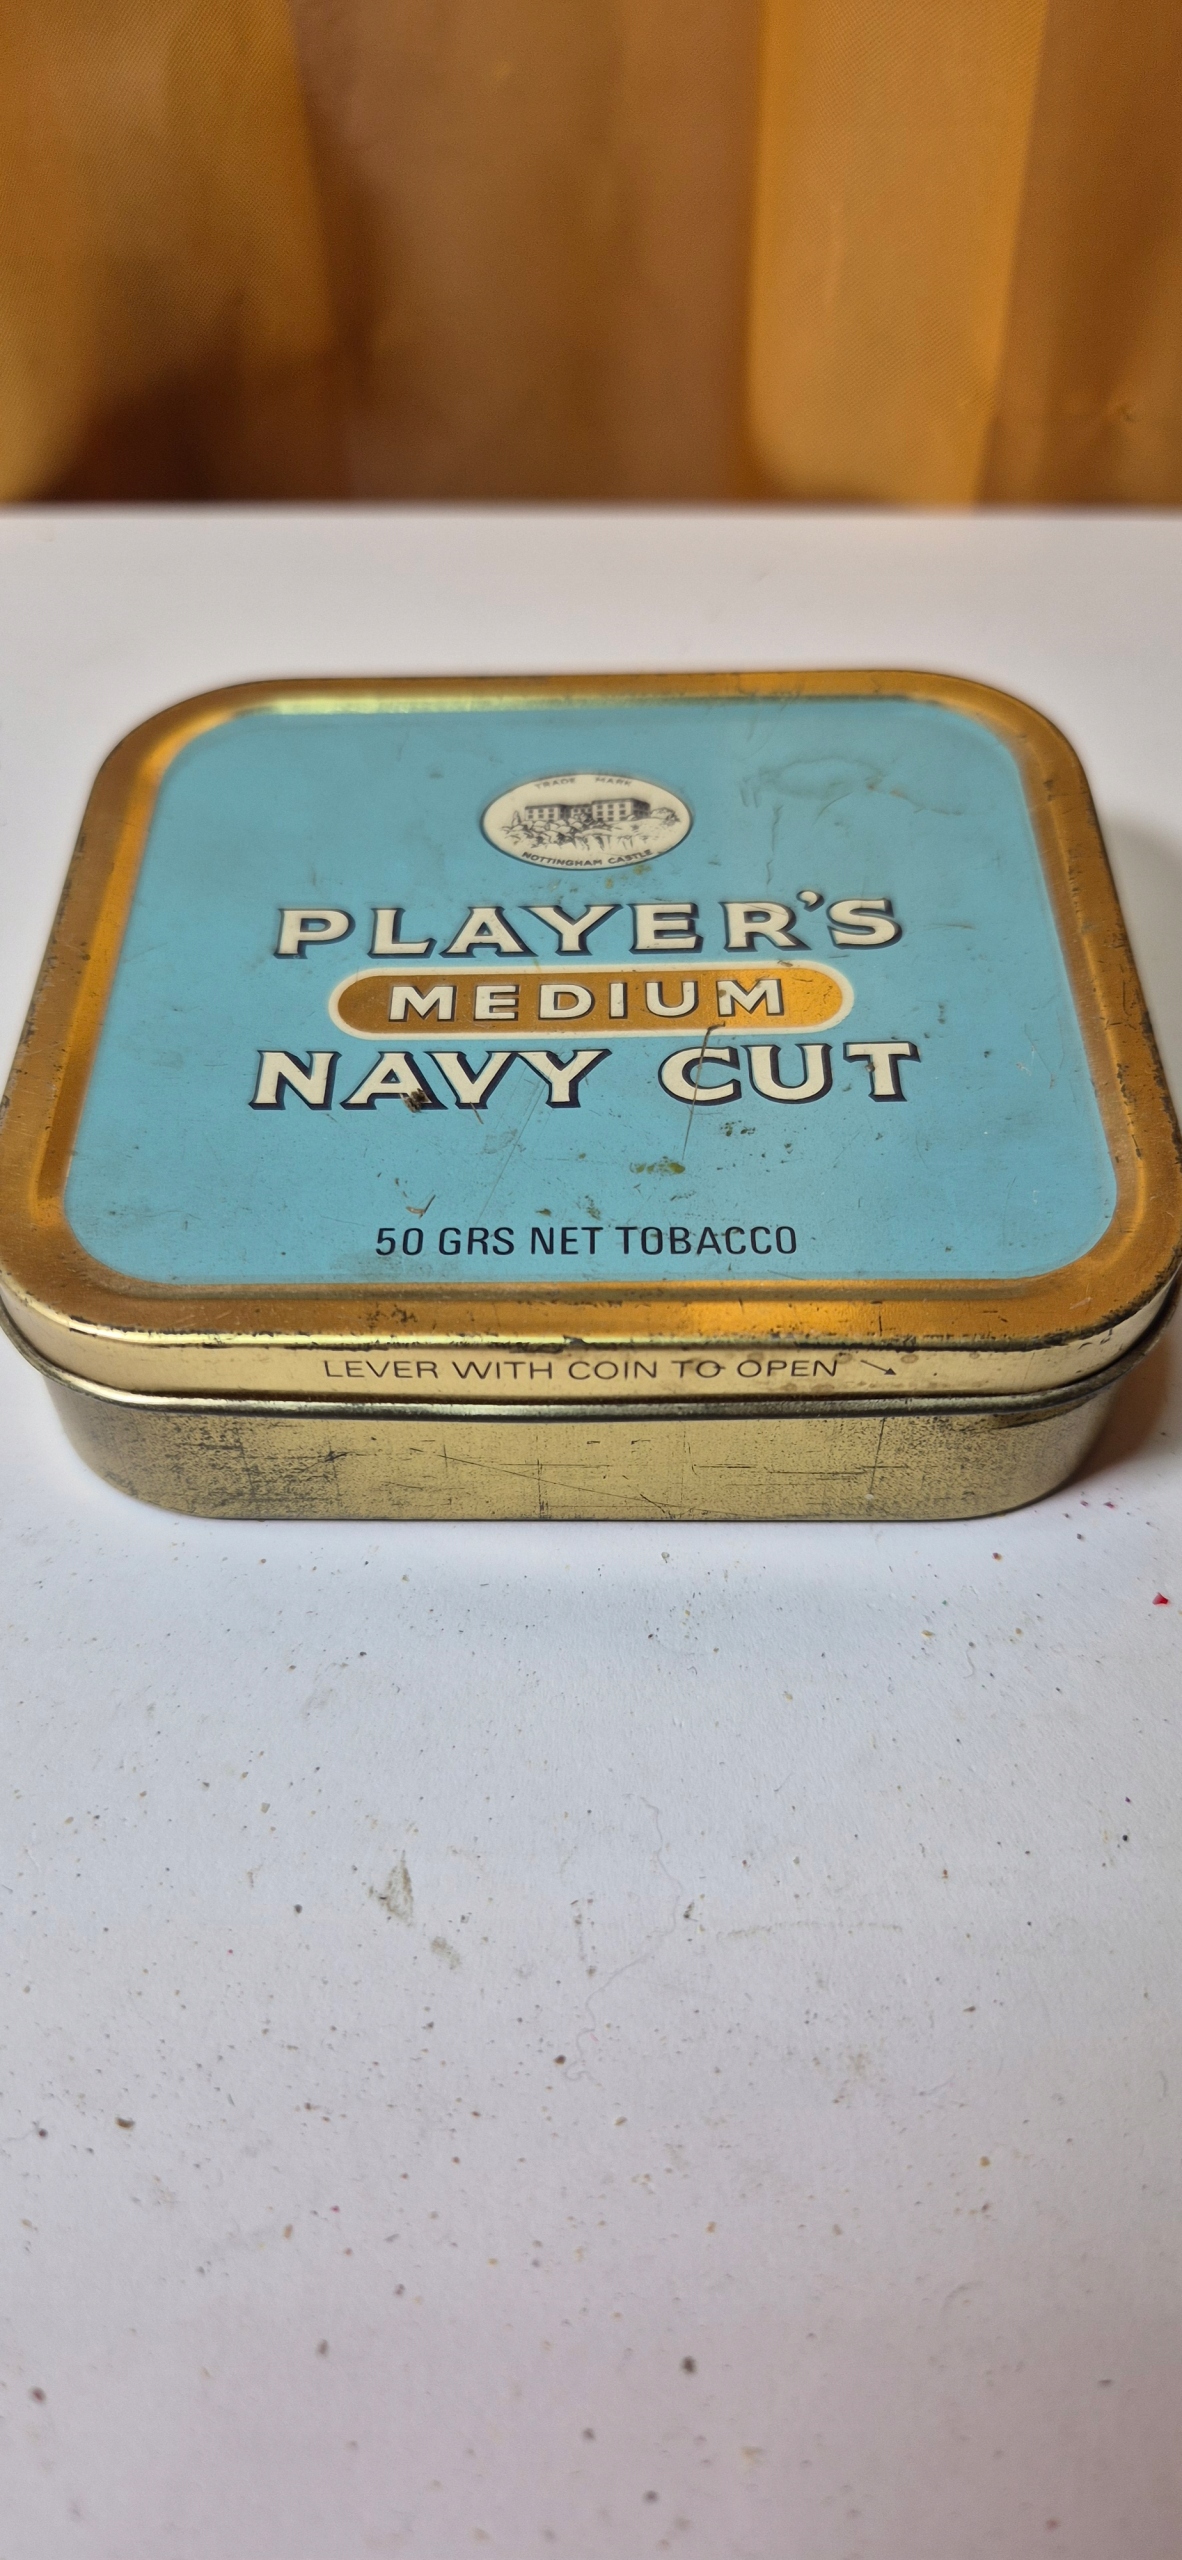 TRADE MARK
NOTTINGHAM CASTLE
PLAYER'S
MEDIUM
NAVY CUT
50 GRS NET TOBACCO
LEVER WITH COIN TO OPEN